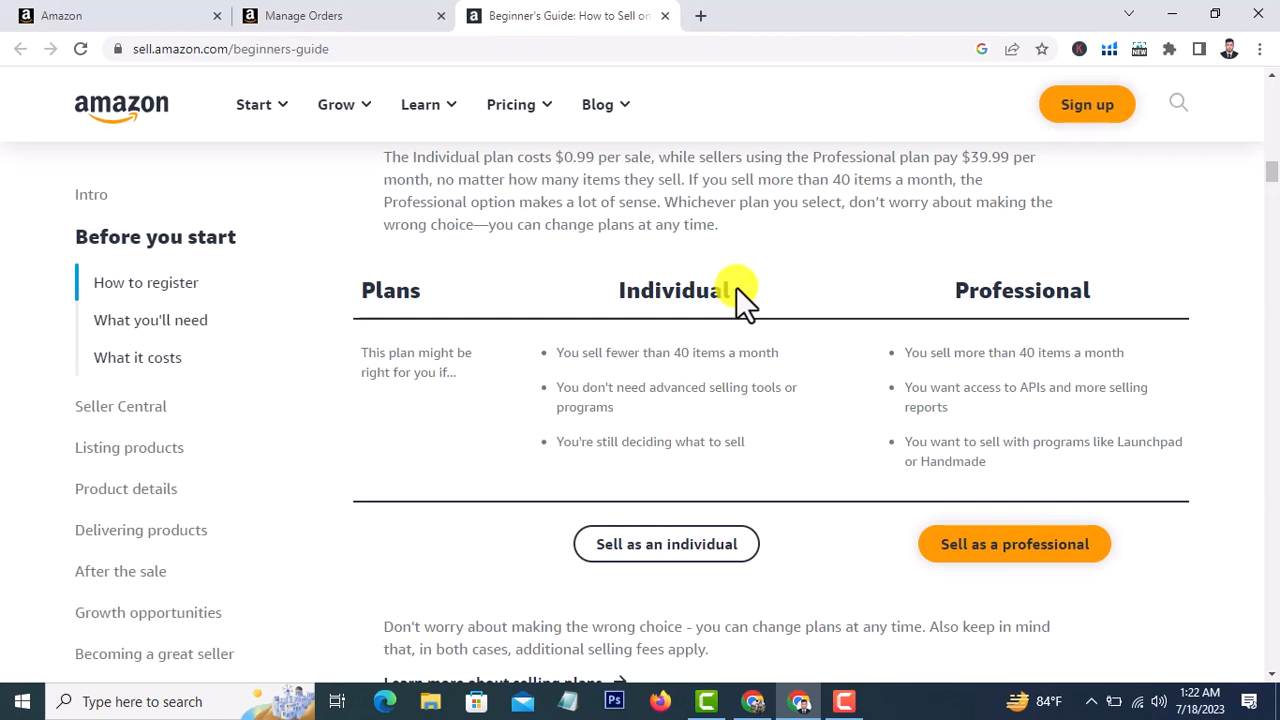 Amazon
Manage Orders
Beginner's Guide: How to Sell on
sell.amazon.com/beginners-guide
amazon
Start
Grow
Learn
Pricing
Blog
Sign up
The Individual plan costs $0.99 per sale, while sellers using the Professional plan pay $39.99 per
month, no matter how many items they sell. If you sell more than 40 items a month, the
Professional option makes a lot of sense. Whichever plan you select, don’t worry about making the
wrong choice—you can change plans at any time.
Intro
Before you start
How to register
What you'll need
What it costs
Seller Central
Listing products
Product details
Delivering products
After the sale
Growth opportunities
Becoming a great seller
Plans
Individual
Professional
This plan might be
right for you if...
• You sell fewer than 40 items a month
• You don't need advanced selling tools or
programs
• You're still deciding what to sell
• You sell more than 40 items a month
• You want access to APIs and more selling
reports
• You want to sell with programs like Launchpad
or Handmade
Sell as an individual
Sell as a professional
Don't worry about making the wrong choice - you can change plans at any time. Also keep in mind
that, in both cases, additional selling fees apply.
Learn more about selling plans →
Type here to search
84°F
1:22 AM
7/18/2023